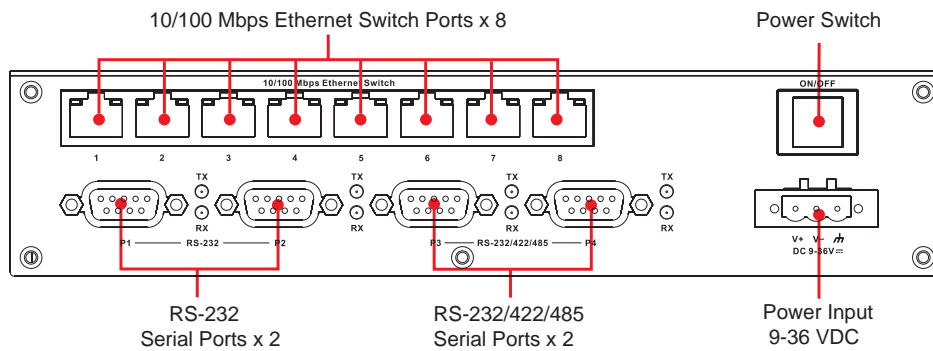 10/100 Mbps Ethernet Switch Ports x 8
Power Switch
10/100 Mbps Ethernet Switch
ON/OFF
1 2 3 4 5 6 7 8
TX TX TX TX
RX RX RX RX
P1 RS-232 P2 P3 RS-232/422/485 P4
V+ V-
DC 9-36V
RS-232
Serial Ports x 2
RS-232/422/485
Serial Ports x 2
Power Input
9-36 VDC